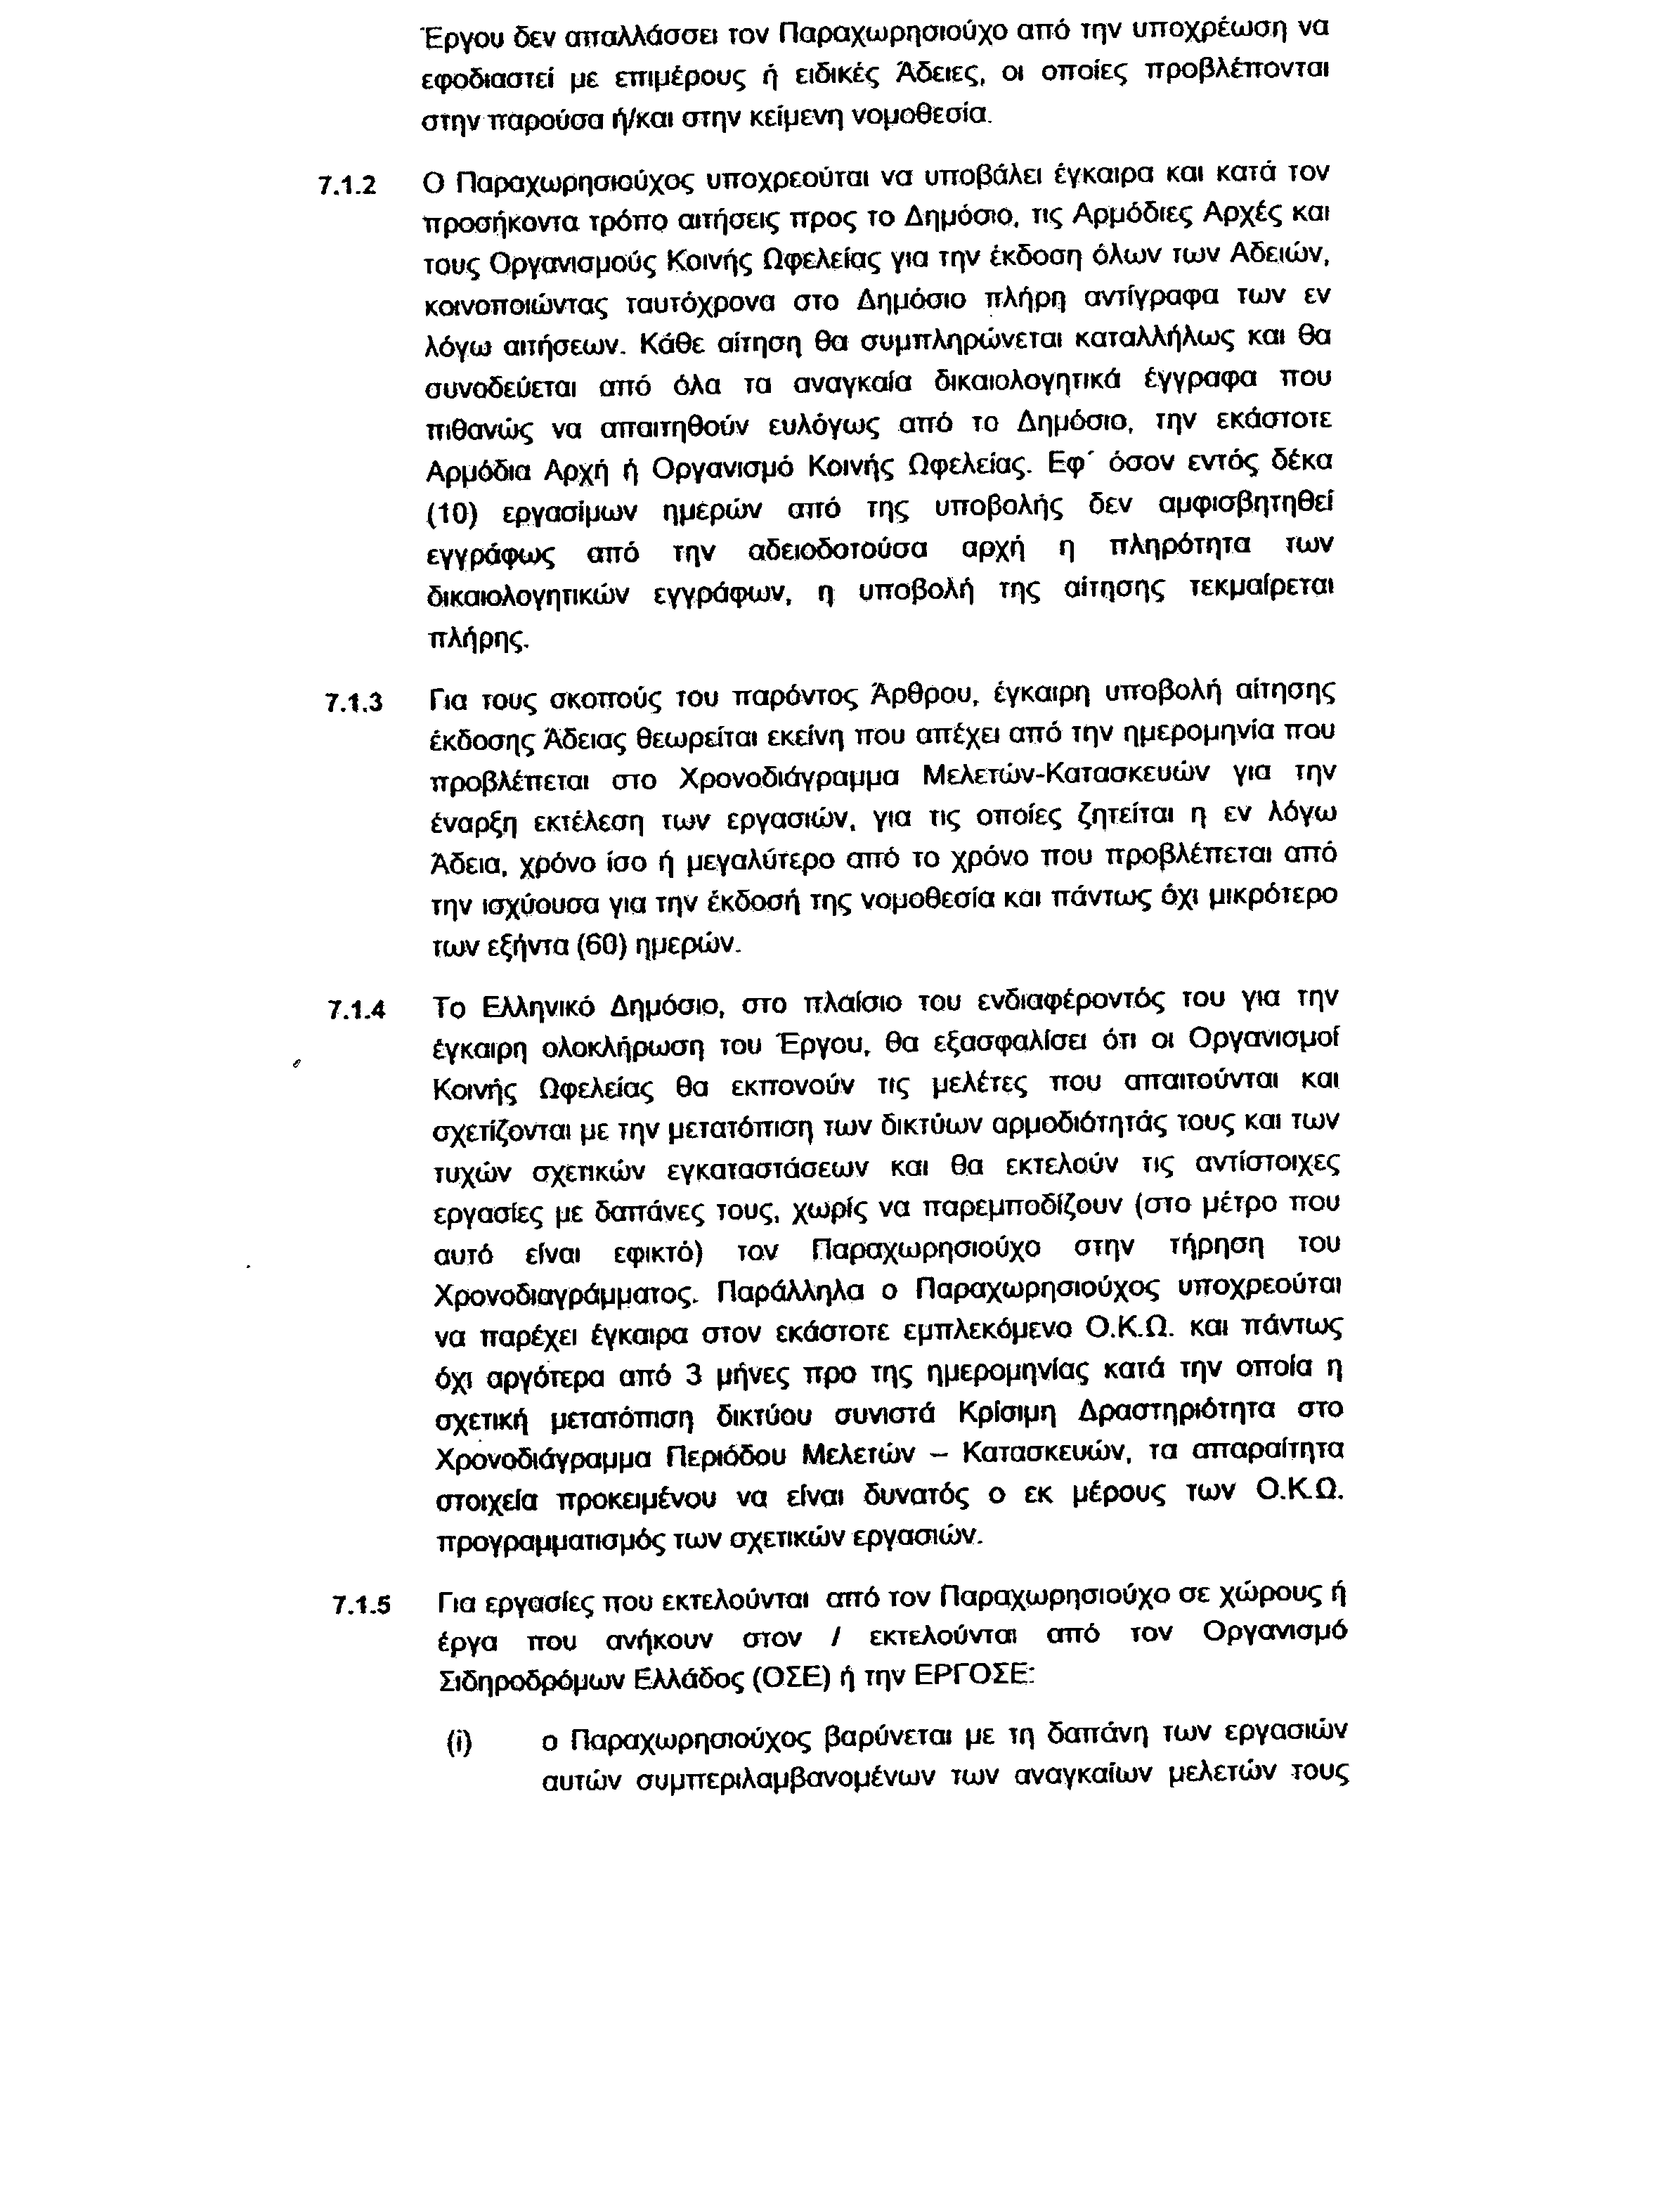 Έργου δεν απαλλάσσει τον Παραχωρησιούχο από την υποχρέωση να
εφοδιαστεί με επιμέρους ή ειδικές Άδειες, οι οποίες προβλέπονται
στην παρούσα ή/και στην κείμενη νομοθεσία.
7.1.2 Ο Παραχωρησιούχος υποχρεούται να υποβάλει έγκαιρα και κατά τον
προσήκοντα τρόπο αιτήσεις προς το Δημόσιο, τις Αρμόδιες Αρχές και
τους Οργανισμούς Κοινής Ωφελείας για την έκδοση όλων των Αδειών,
κοινοποιώντας ταυτόχρονα στο Δημόσιο πλήρη αντίγραφα των εν
λόγω αιτήσεων. Κάθε αίτηση θα συμπληρώνεται καταλλήλως και θα
συνοδεύεται από όλα τα αναγκαία δικαιολογητικά έγγραφα που
πιθανώς να απαιτηθούν ευλόγως από το Δημόσιο, την εκάστοτε
Αρμόδια Αρχή ή Οργανισμό Κοινής Ωφελείας. Εφ΄ όσον εντός δέκα
(10) εργασίμων ημερών από της υποβολής δεν αμφισβητηθεί
εγγράφως από την αδειοδοτούσα αρχή η πληρότητα των
δικαιολογητικών εγγράφων, η υποβολή της αίτησης τεκμαίρεται
πλήρης.
7.1.3 Για τους σκοπούς του παρόντος Άρθρου, έγκαιρη υποβολή αίτησης
έκδοσης Άδειας θεωρείται εκείνη που απέχει από την ημερομηνία που
προβλέπεται στο Χρονοδιάγραμμα Μελετών-Κατασκευών για την
έναρξη εκτέλεση των εργασιών, για τις οποίες ζητείται η εν λόγω
Άδεια, χρόνο ίσο ή μεγαλύτερο από το χρόνο που προβλέπεται από
την ισχύουσα για την έκδοσή της νομοθεσία και πάντως όχι μικρότερο
των εξήντα (60) ημερών.
7.1.4 Το Ελληνικό Δημόσιο, στο πλαίσιο του ενδιαφέροντός του για την
έγκαιρη ολοκλήρωση του Έργου, θα εξασφαλίσει ότι οι Οργανισμοί
Κοινής Ωφελείας θα εκπονούν τις μελέτες που απαιτούνται και
σχετίζονται με την μετατόπιση των δικτύων αρμοδιότητάς τους και των
τυχών σχετικών εγκαταστάσεων και θα εκτελούν τις αντίστοιχες
εργασίες με δαπάνες τους, χωρίς να παρεμποδίζουν (στο μέτρο που
αυτό είναι εφικτό) τον Παραχωρησιούχο στην τήρηση του
Χρονοδιαγράμματος. Παράλληλα ο Παραχωρησιούχος υποχρεούται
να παρέχει έγκαιρα στον εκάστοτε εμπλεκόμενο Ο.Κ.Ω. και πάντως
όχι αργότερα από 3 μήνες προ της ημερομηνίας κατά την οποία η
σχετική μετατόπιση δικτύου συνιστά Κρίσιμη Δραστηριότητα στο
Χρονοδιάγραμμα Περιόδου Μελετών – Κατασκευών, τα απαραίτητα
στοιχεία προκειμένου να είναι δυνατός ο εκ μέρους των Ο.Κ.Ω.
προγραμματισμός των σχετικών εργασιών.
7.1.5 Για εργασίες που εκτελούνται από τον Παραχωρησιούχο σε χώρους ή
έργα που ανήκουν στον / εκτελούνται από τον Οργανισμό
Σιδηροδρόμων Ελλάδος (ΟΣΕ) ή την ΕΡΓΟΣΕ:
(i) ο Παραχωρησιούχος βαρύνεται με τη δαπάνη των εργασιών
αυτών συμπεριλαμβανομένων των αναγκαίων μελετών τους